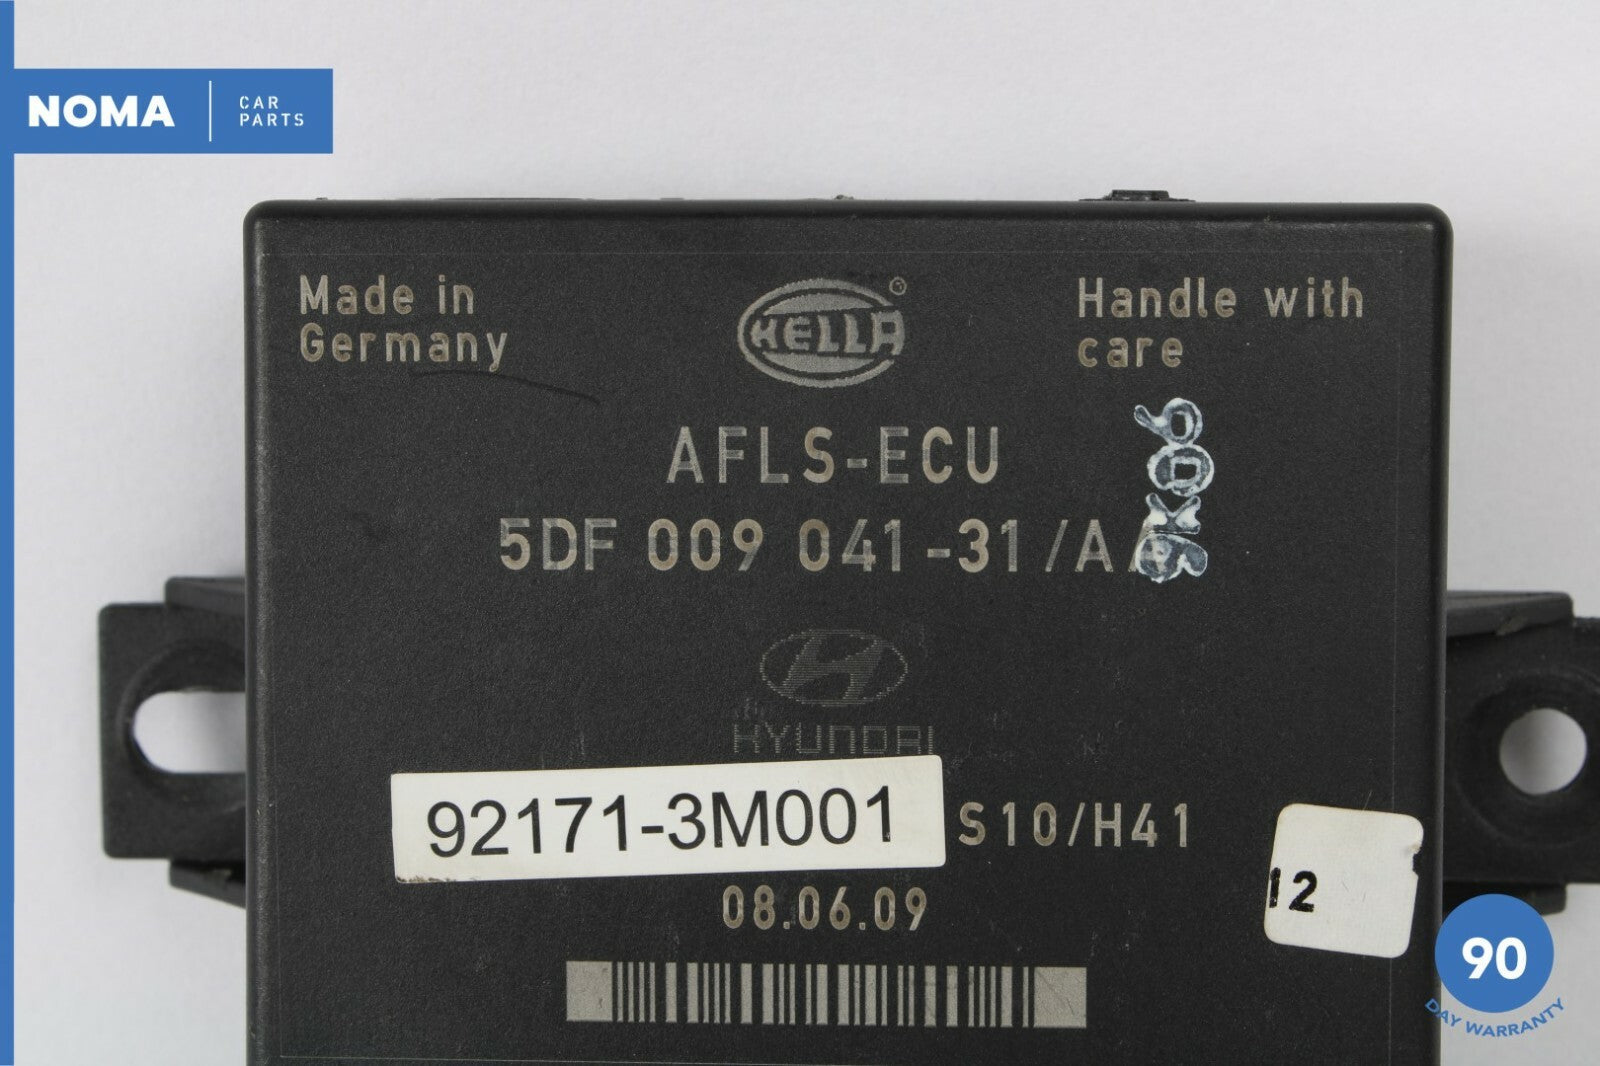 NOMA
CAR
PARTS
Made in
Germany
HELLA®
Handle with
care
AFLS-ECU
5DF 009 041-31/A
HYUNDAI
92171-3M001
S10/H41
08.06.09
12
90
DAY WARRANTY